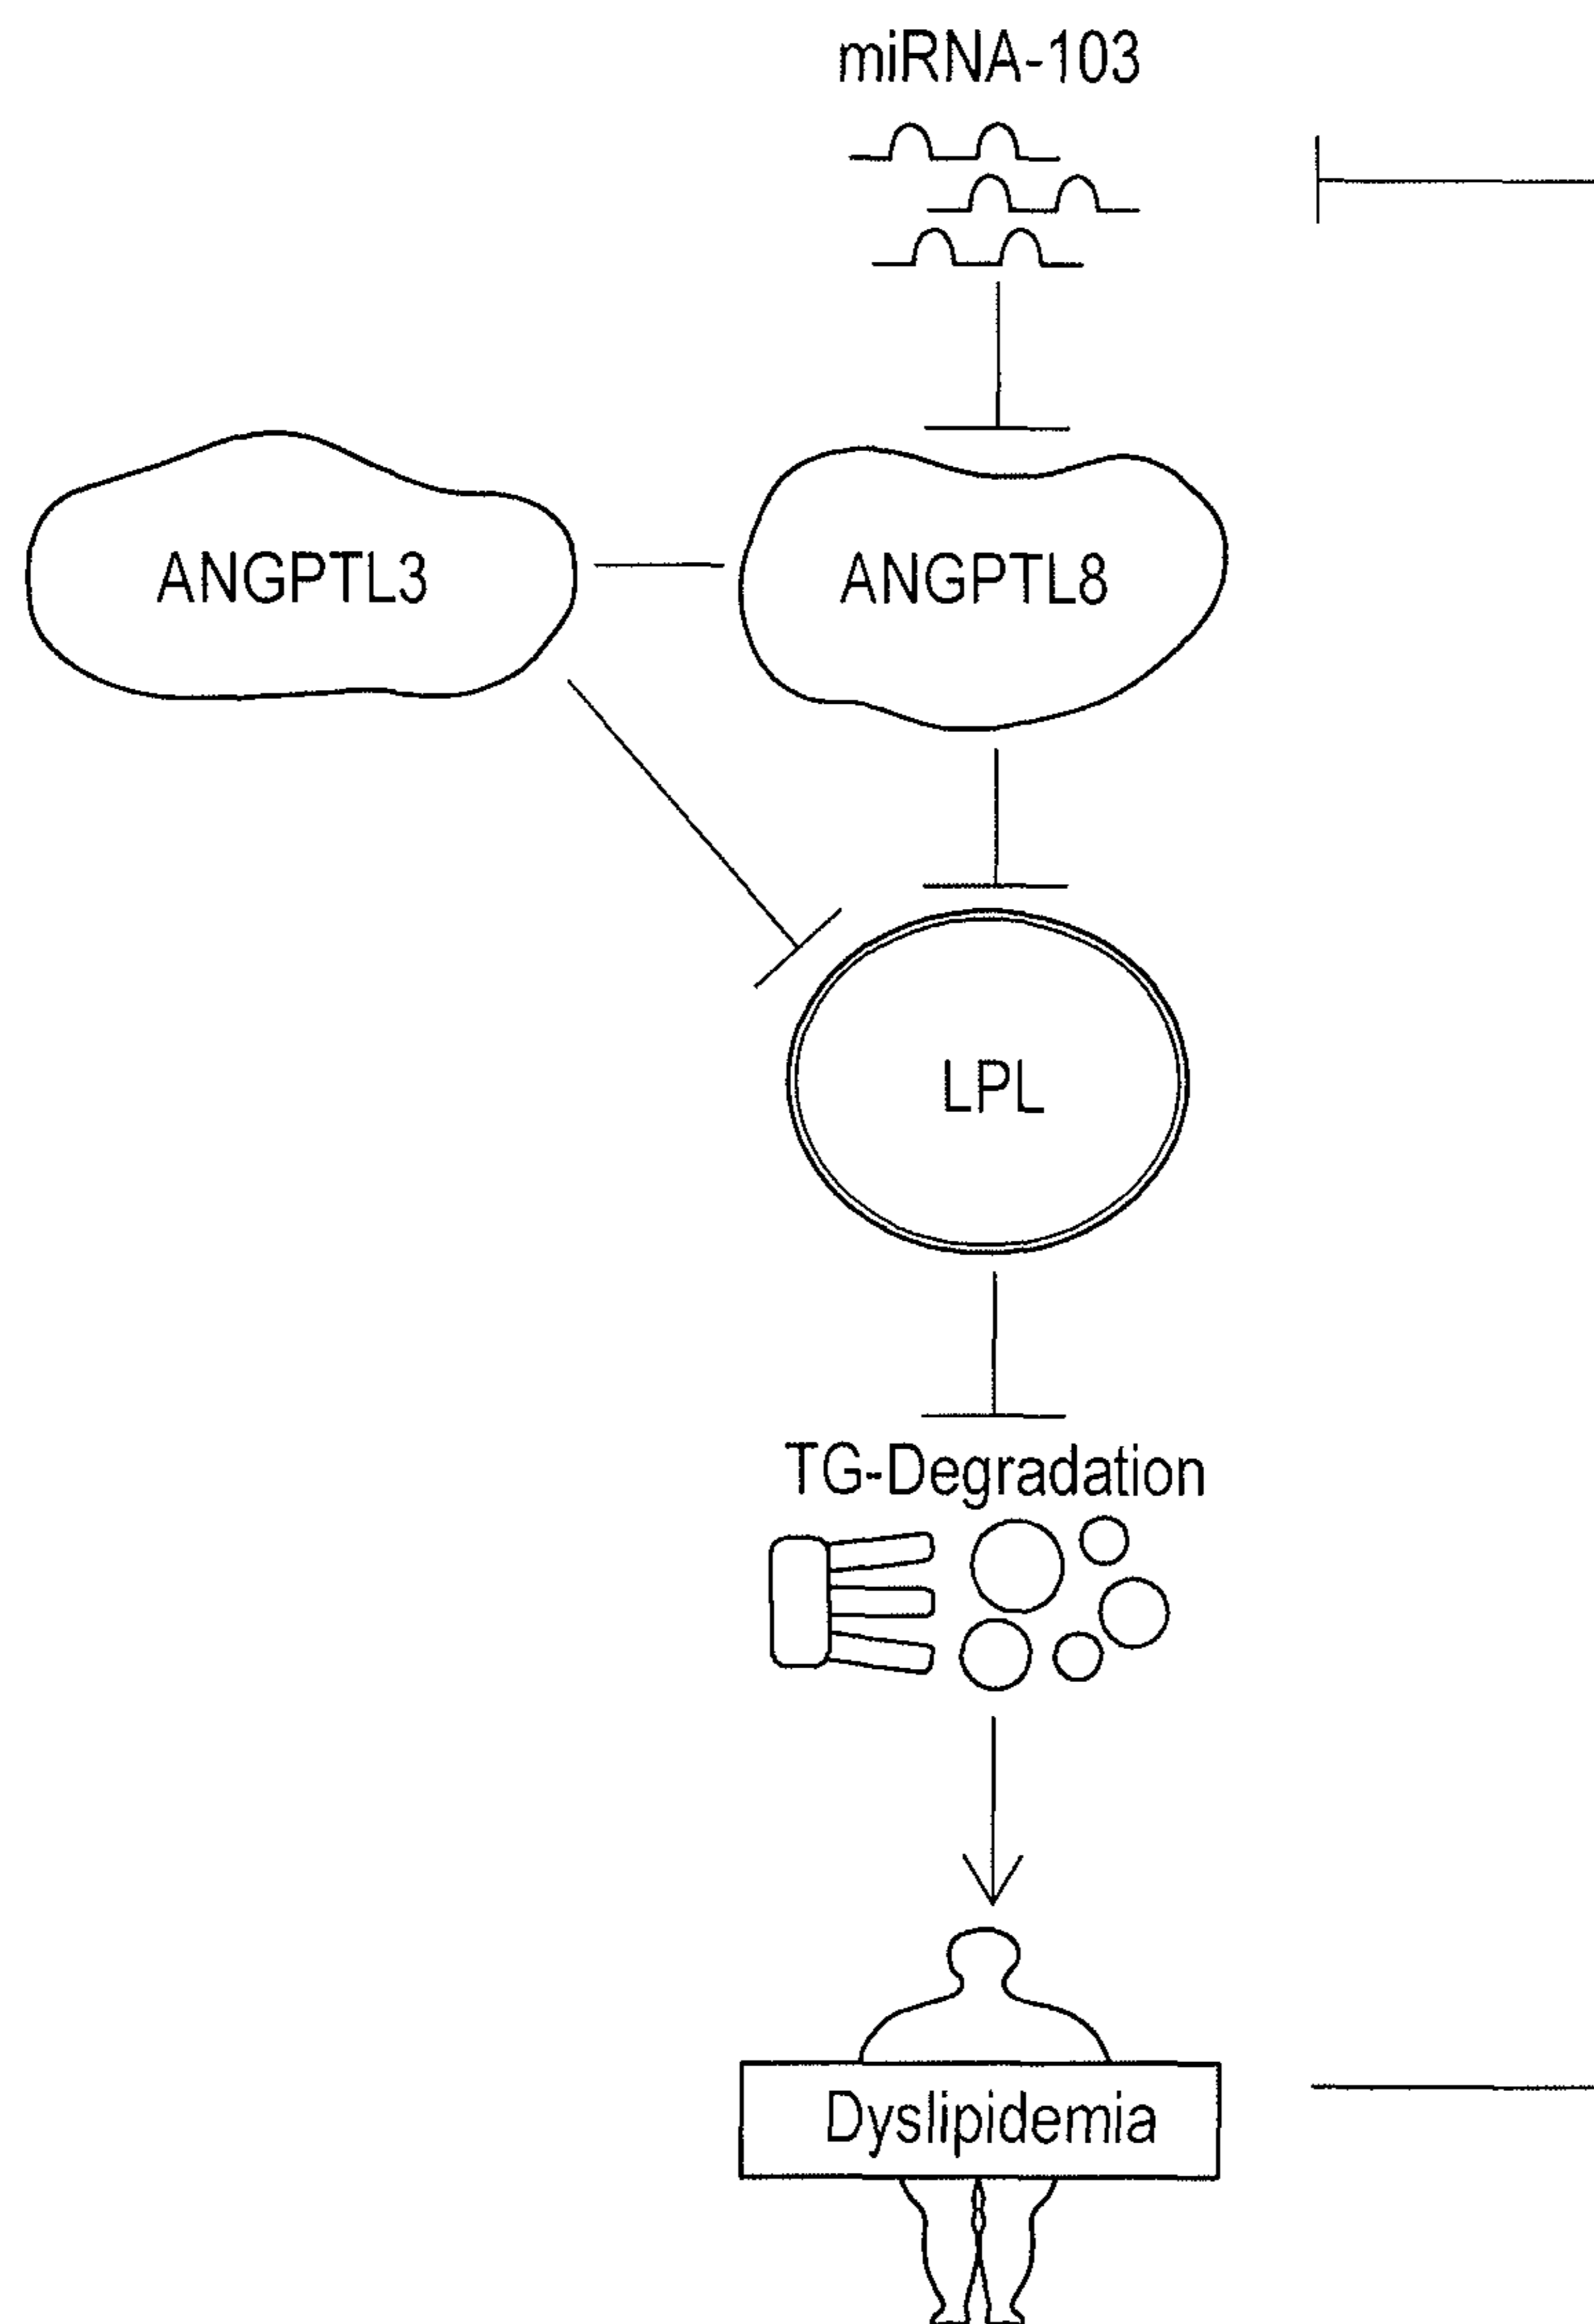 miRNA-103
ANGPTL3
ANGPTL8
LPL
TG-Degradation
Dyslipidemia